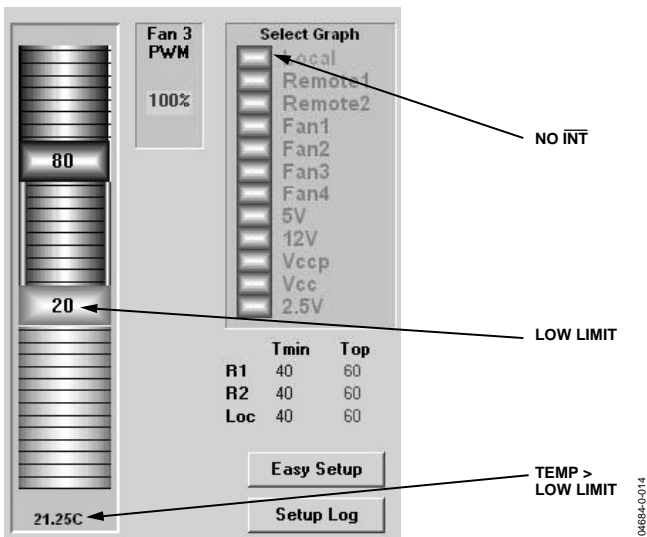 Fan 3
PWM
100%
80
20
21.25C
Select Graph
Local
Remote1
Remote2
Fan1
Fan2
Fan3
Fan4
5V
12V
Vccp
Vcc
2.5V
Tmin Top
R1 40 60
R2 40 60
Loc 40 60
Easy Setup
Setup Log
NO INT
LOW LIMIT
TEMP >
LOW LIMIT
04684-0-014